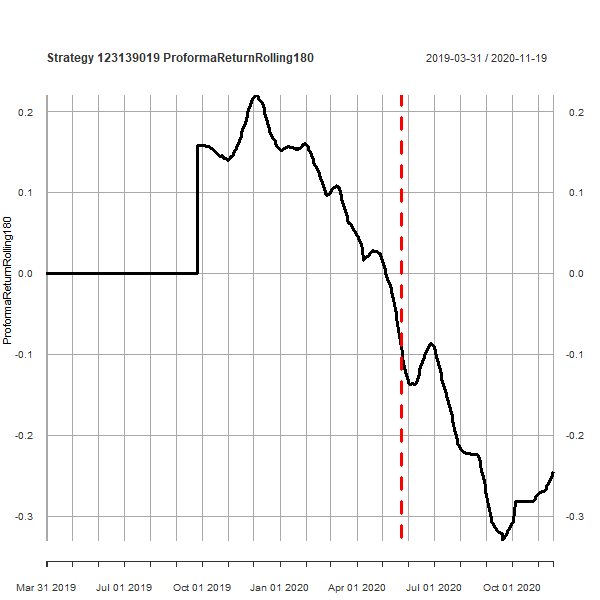 Strategy 123139019 ProformaReturnRolling180
2019-03-31 / 2020-11-19
ProformaReturnRolling180
0.2 0.2
0.1 0.1
0.0 0.0
-0.1 -0.1
-0.2 -0.2
-0.3 -0.3
Mar 31 2019 Jul 01 2019 Oct 01 2019 Jan 01 2020 Apr 01 2020 Jul 01 2020 Oct 01 2020